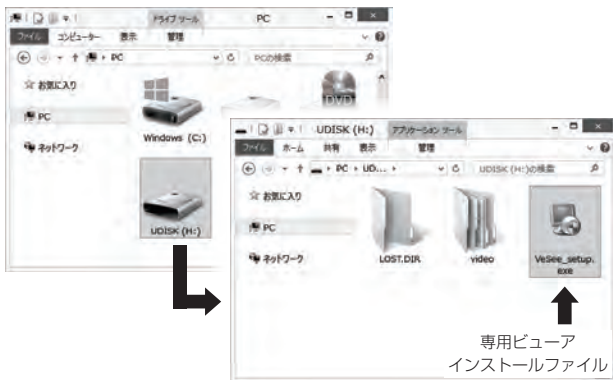 ドライブ ツール
PC
ファイル コンピューター 表示 管理
PC
PCの検索
お気に入り
PC
ネットワーク
Windows (C:)
DVD
UDISK (H:)
UDISK (H:)
アプリケーション ツール
ファイル ホーム 共有 表示 管理
PC UD...
UDISK (H:)の検索
お気に入り
PC
ネットワーク
LOST.DIR
video
VeSee_setup.
exe
専用ビューア
インストールファイル